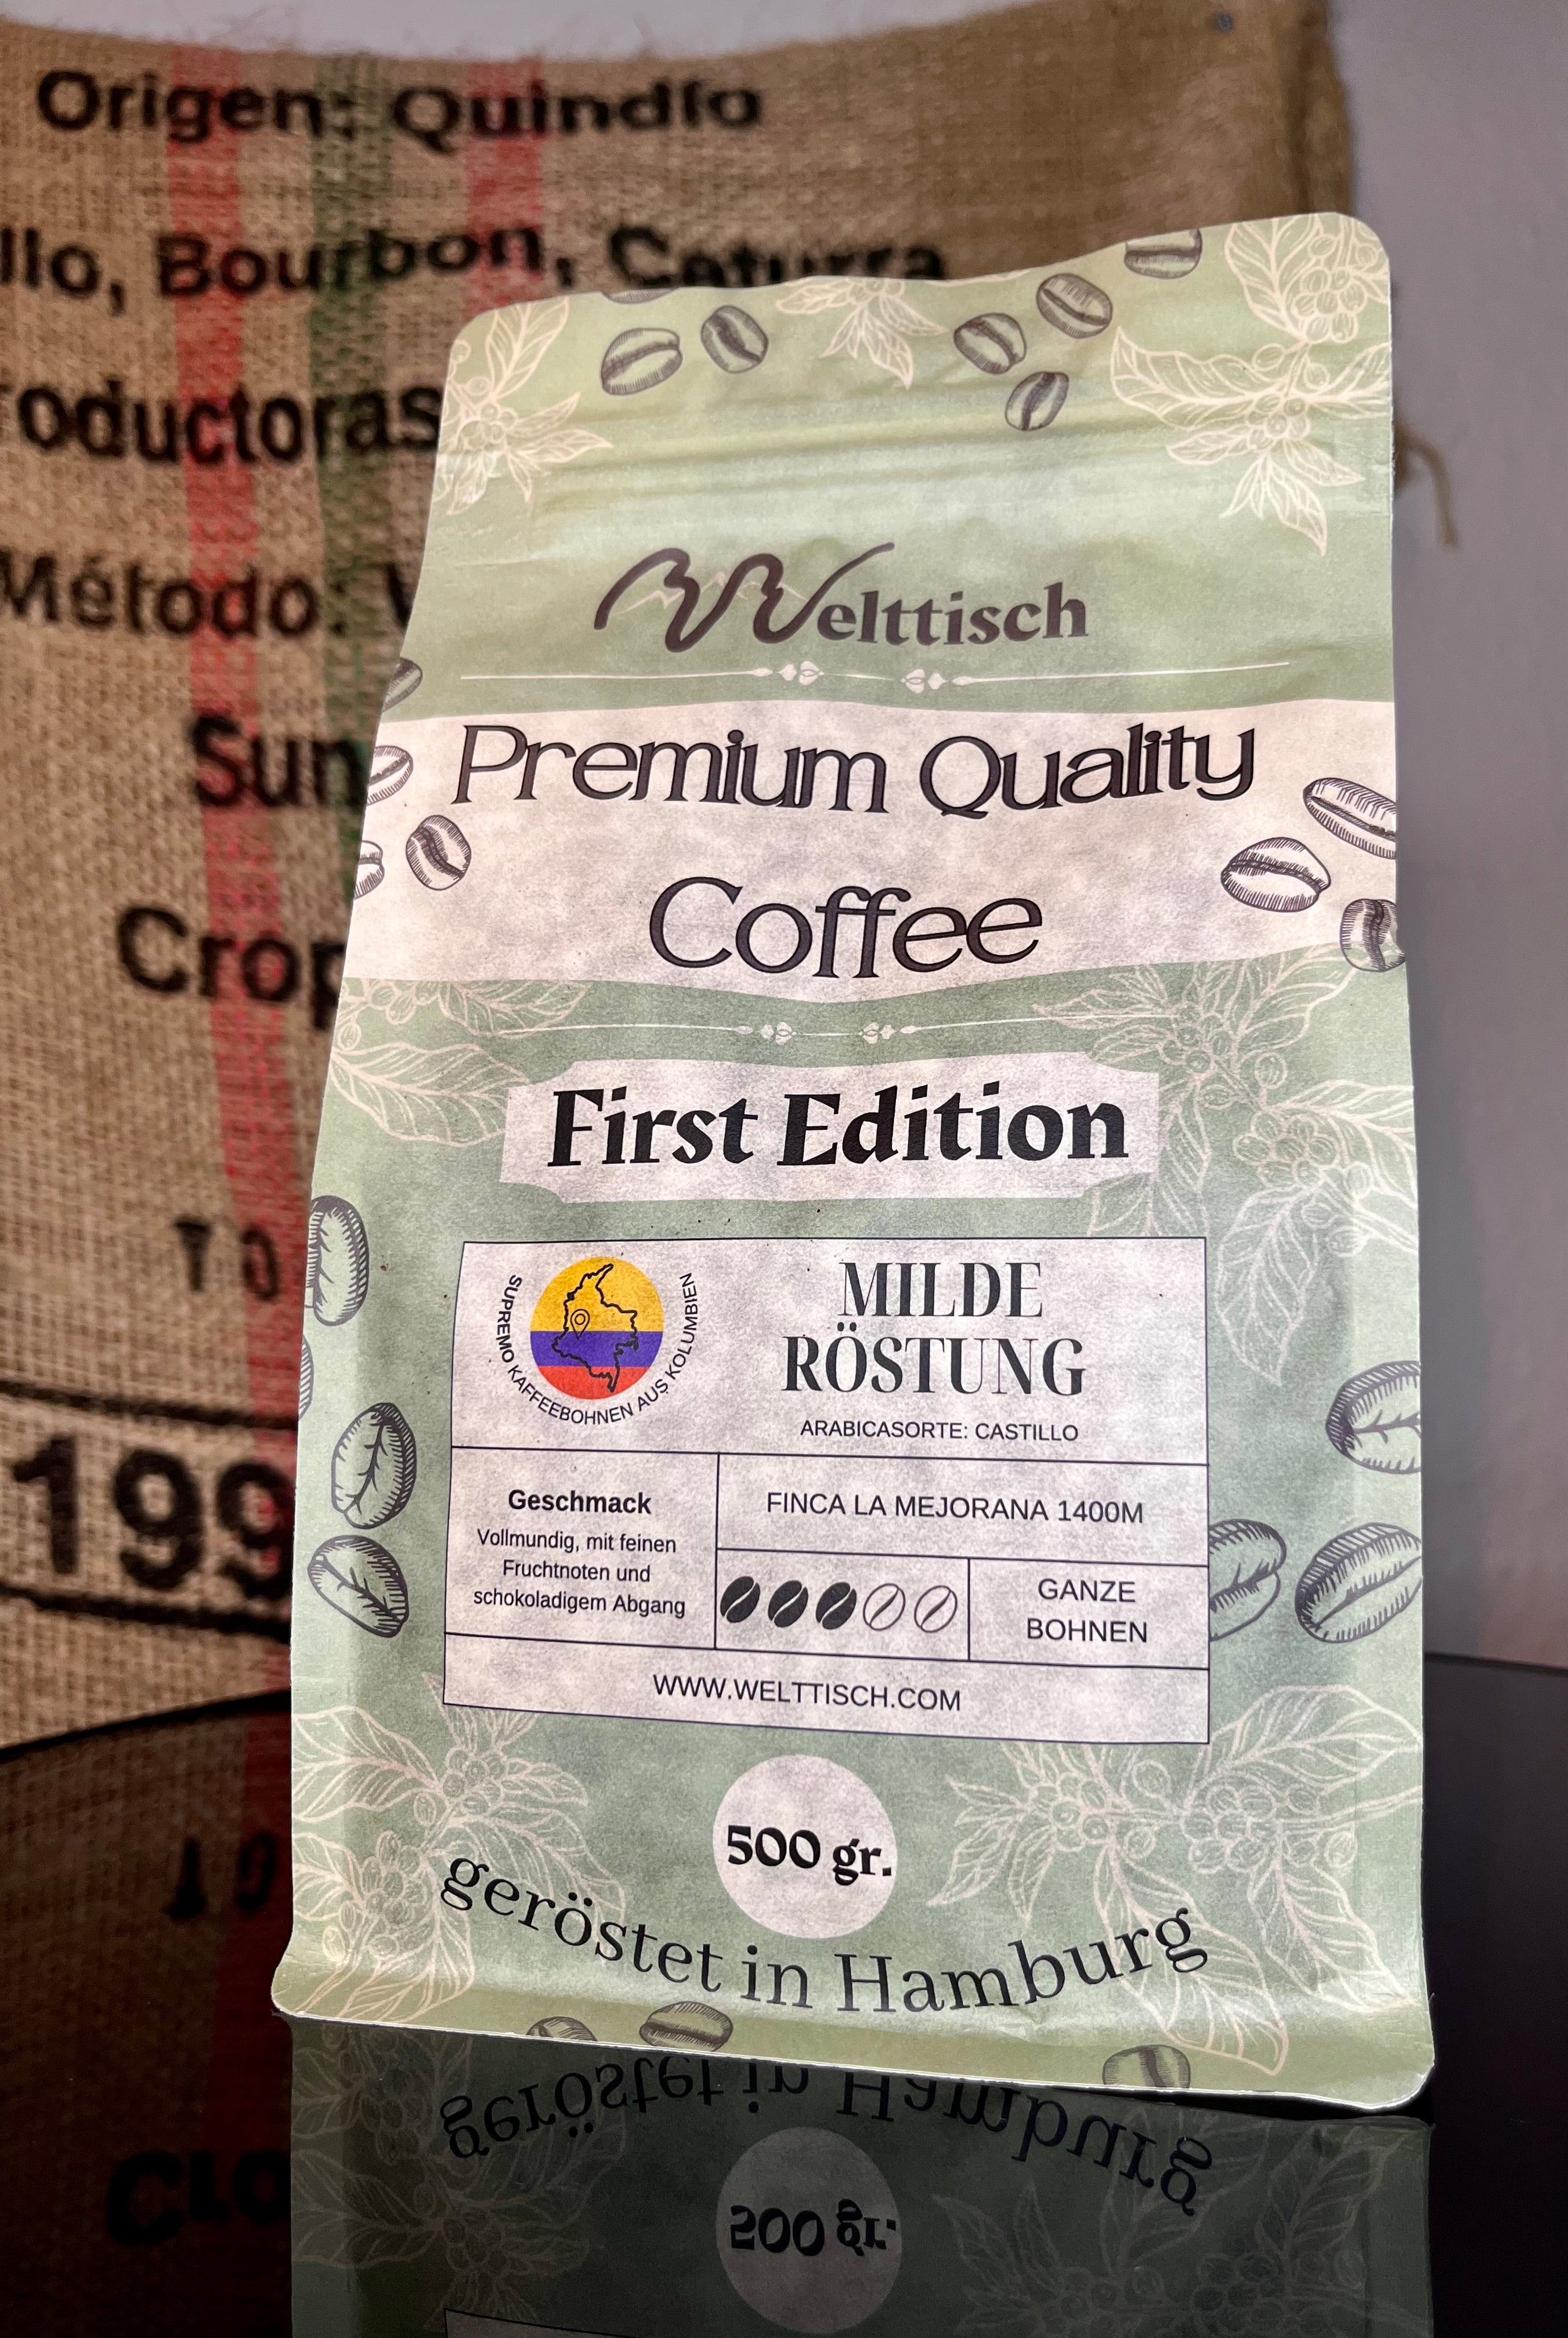 Origen: Quindío
llo, Bourbon, Caturra
roductoras
Método:
Sun
Crop
TO
199
Welttisch
Premium Quality
Coffee
First Edition
SUPREMO KAFFEEBOHNEN AUS KOLUMBIEN
MILDE
RÖSTUNG
ARABICASORTE: CASTILLO
Geschmack
Vollmundig, mit feinen
Fruchtnoten und
schokoladigem Abgang
FINCA LA MEJORANA 1400M
GANZE
BOHNEN
WWW.WELTTISCH.COM
500 gr.
geröstet in Hamburg